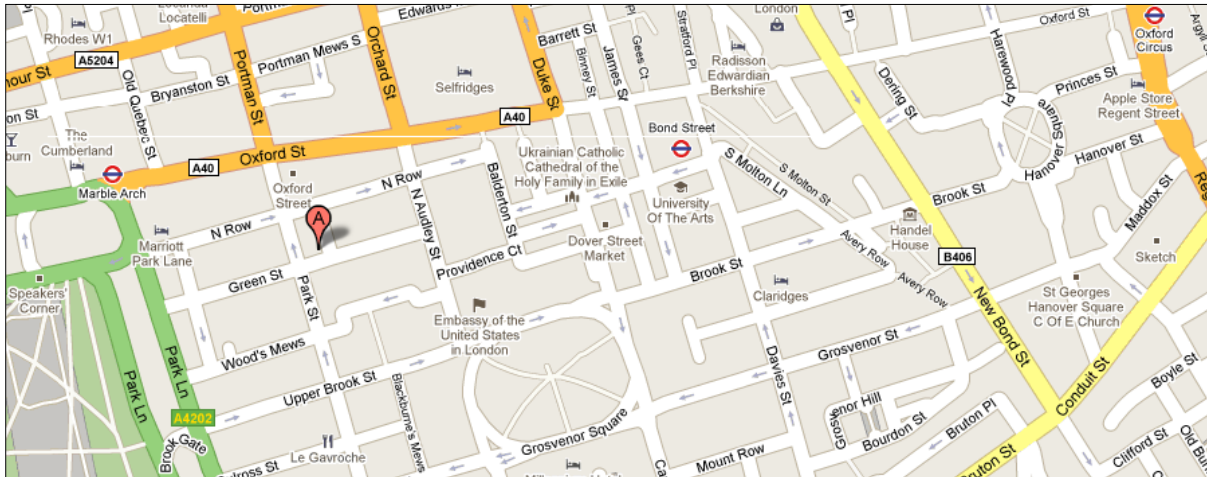 Rhodes W1
Locatelli
A5204
Portman Mews S
Portman St
Orchard St
Edwards
Selfridges
Barrett St
Binney St
James St
Gees Ct
Stratford Pl
Duke St
London
Radisson
Edwardian
Berkshire
Dering St
Harewood Pl
Oxford St
Oxford
Circus
Argyll
Princes St
Apple Store
Regent Street
Hanover Square
Hanover St
Bryanston St
Old Quebec St
The
Cumberland
A40
Oxford St
A40
Marble Arch
Oxford
Street
N Row
N Row
N Audley St
Balderton St
Ukrainian Catholic
Cathedral of the
Holy Family in Exile
Bond Street
University
Of The Arts
S Molton Ln
S Molton St
Brook St
Maddox St
Handel
House
Avery Row
Avery Row
B406
Sketch
A
Marriott
Park Lane
Speakers'
Corner
Green St
Park St
Providence Ct
Dover Street
Market
Brook St
Claridges
New Bond St
St Georges
Hanover Square
C Of E Church
Embassy of the
United States
in London
Wood's Mews
Park Ln
Park Ln
Upper Brook St
A4202
Brook Gate
Blackburne's Mews
Le Gavroche
Grosvenor Square
Grosvenor St
Davies St
Mount Row
Bourdon St
Bruton Pl
Bruton St
Conduit St
Boyle St
Clifford St
Old Bur